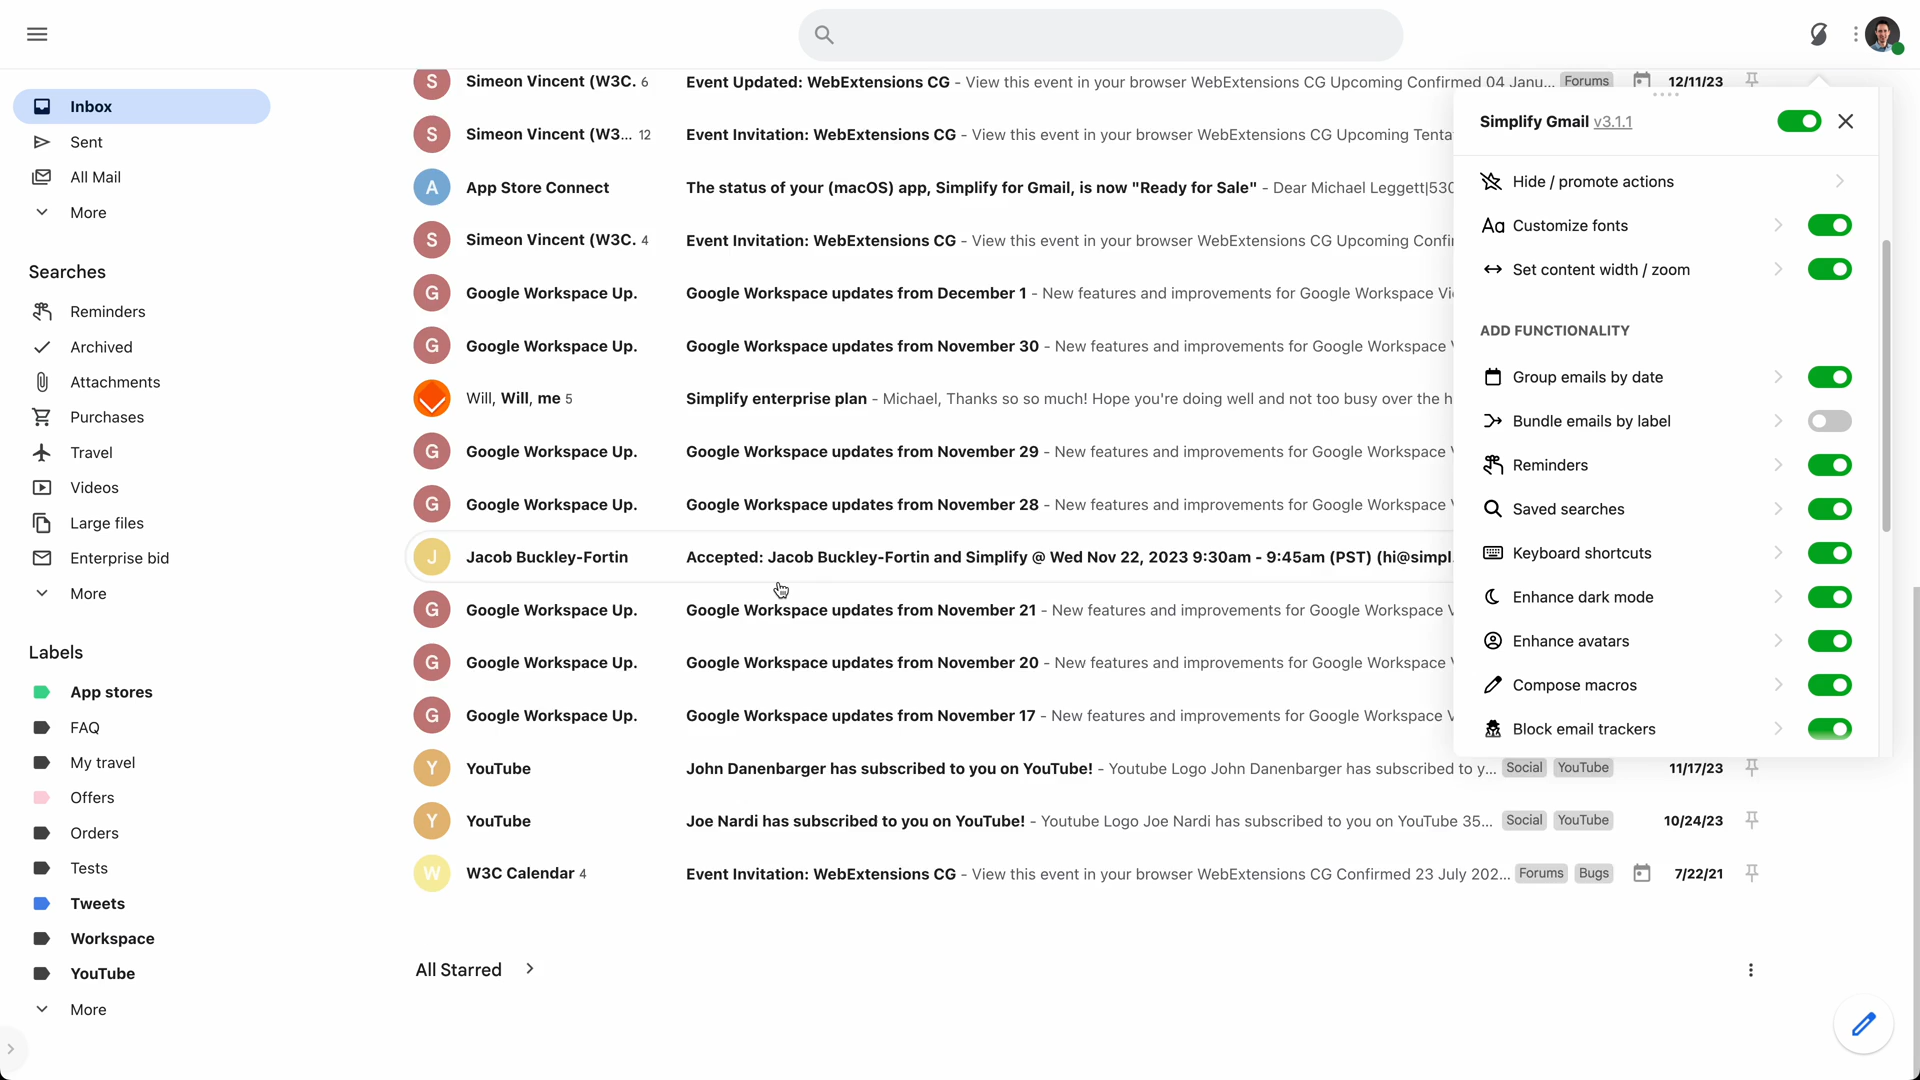 Inbox
Sent
All Mail
More
Searches
Reminders
Archived
Attachments
Purchases
Travel
Videos
Large files
Enterprise bid
More
Labels
App stores
FAQ
My travel
Offers
Orders
Tests
Tweets
Workspace
YouTube
More
S Simeon Vincent (W3C. 6 Event Updated: WebExtensions CG - View this event in your browser WebExtensions CG Upcoming Confirmed 04 Janu... Forums 12/11/23
S Simeon Vincent (W3... 12 Event Invitation: WebExtensions CG - View this event in your browser WebExtensions CG Upcoming Tenta
A App Store Connect The status of your (macOS) app, Simplify for Gmail, is now "Ready for Sale" - Dear Michael Leggett|530
S Simeon Vincent (W3C. 4 Event Invitation: WebExtensions CG - View this event in your browser WebExtensions CG Upcoming Confi
G Google Workspace Up. Google Workspace updates from December 1 - New features and improvements for Google Workspace Vi
G Google Workspace Up. Google Workspace updates from November 30 - New features and improvements for Google Workspace V
Will, Will, me 5 Simplify enterprise plan - Michael, Thanks so so much! Hope you're doing well and not too busy over the h
G Google Workspace Up. Google Workspace updates from November 29 - New features and improvements for Google Workspace V
G Google Workspace Up. Google Workspace updates from November 28 - New features and improvements for Google Workspace V
J Jacob Buckley-Fortin Accepted: Jacob Buckley-Fortin and Simplify @ Wed Nov 22, 2023 9:30am - 9:45am (PST) (hi@simpl.
G Google Workspace Up. Google Workspace updates from November 21 - New features and improvements for Google Workspace V
G Google Workspace Up. Google Workspace updates from November 20 - New features and improvements for Google Workspace V
G Google Workspace Up. Google Workspace updates from November 17 - New features and improvements for Google Workspace V
Y YouTube John Danenbarger has subscribed to you on YouTube! - Youtube Logo John Danenbarger has subscribed to y... Social YouTube 11/17/23
Y YouTube Joe Nardi has subscribed to you on YouTube! - Youtube Logo Joe Nardi has subscribed to you on YouTube 35... Social YouTube 10/24/23
W W3C Calendar 4 Event Invitation: WebExtensions CG - View this event in your browser WebExtensions CG Confirmed 23 July 202... Forums Bugs 7/22/21
All Starred
Simplify Gmail v3.1.1
Hide / promote actions
Aa Customize fonts
Set content width / zoom
ADD FUNCTIONALITY
Group emails by date
Bundle emails by label
Reminders
Saved searches
Keyboard shortcuts
Enhance dark mode
Enhance avatars
Compose macros
Block email trackers